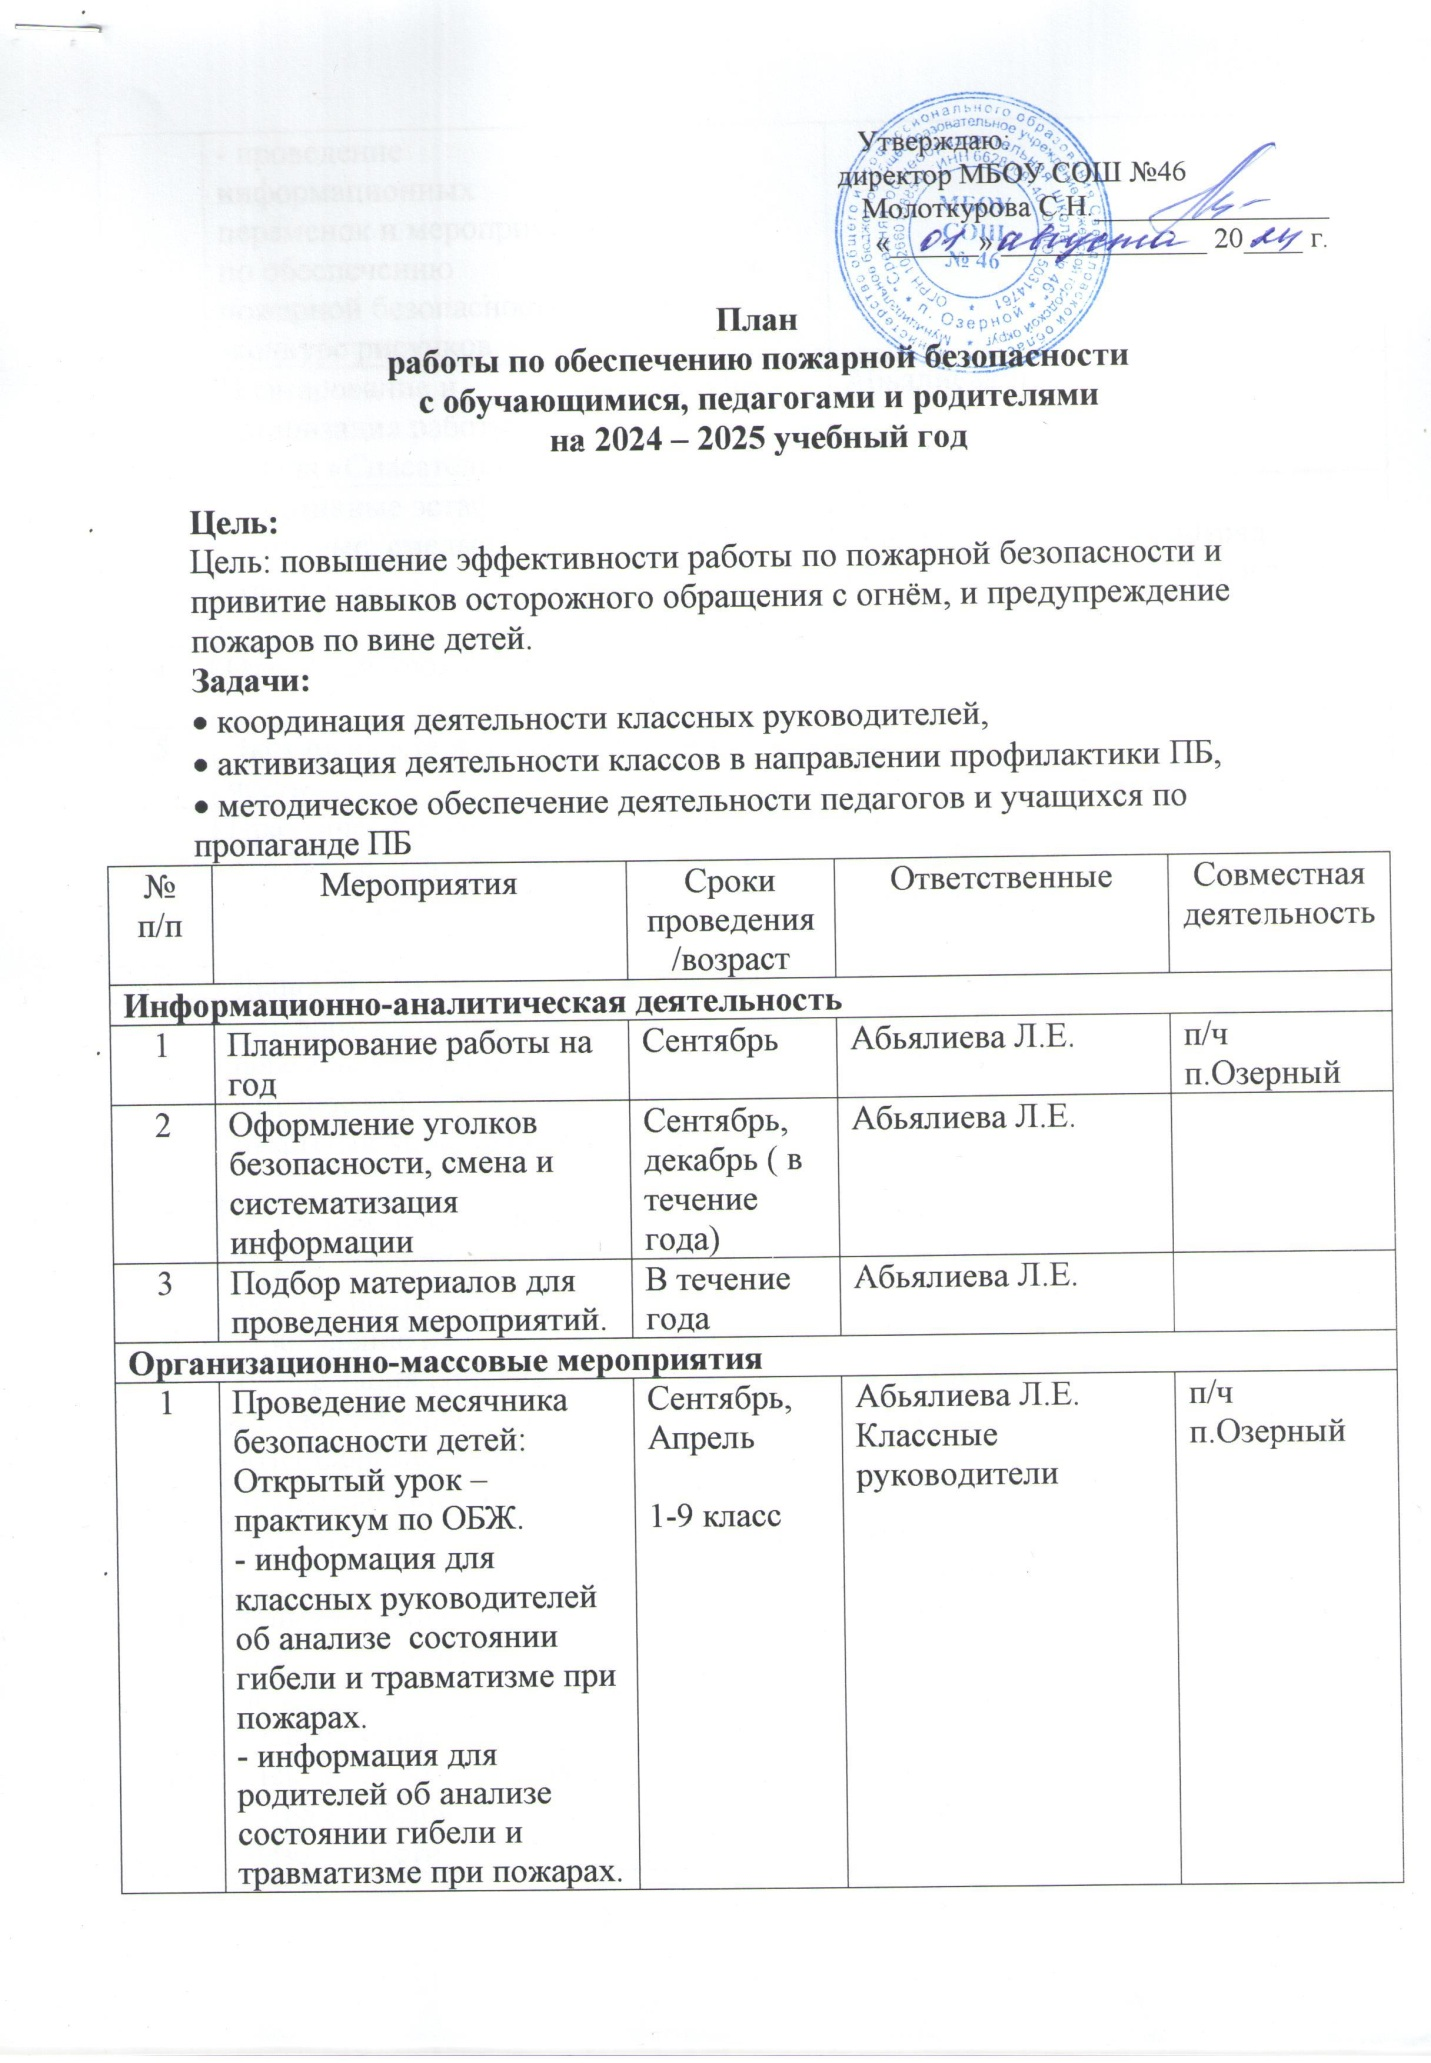 Утверждаю:
директор МБОУ СОШ №46
Молоткурова С.Н.
« 01 » августа 2024 г.
МБОУ
СОШ
№ 46
План
работы по обеспечению пожарной безопасности
с обучающимися, педагогами и родителями
на 2024 – 2025 учебный год
Цель:
Цель: повышение эффективности работы по пожарной безопасности и
привитие навыков осторожного обращения с огнём, и предупреждение
пожаров по вине детей.
Задачи:
• координация деятельности классных руководителей,
• активизация деятельности классов в направлении профилактики ПБ,
• методическое обеспечение деятельности педагогов и учащихся по
пропаганде ПБ
№
п/п
Мероприятия
Сроки
проведения
/возраст
Ответственные
Совместная
деятельность
Информационно-аналитическая деятельность
1
Планирование работы на
год
Сентябрь
Абьялиева Л.Е.
п/ч
п.Озерный
2
Оформление уголков
безопасности, смена и
систематизация
информации
Сентябрь,
декабрь ( в
течение
года)
Абьялиева Л.Е.
3
Подбор материалов для
проведения мероприятий.
В течение
года
Абьялиева Л.Е.
Организационно-массовые мероприятия
1
Проведение месячника
безопасности детей:
Открытый урок –
практикум по ОБЖ.
- информация для
классных руководителей
об анализе  состоянии
гибели и травматизме при
пожарах.
- информация для
родителей об анализе
состоянии гибели и
травматизме при пожарах.
Сентябрь,
Апрель
1-9 класс
Абьялиева Л.Е.
Классные
руководители
п/ч
п.Озерный